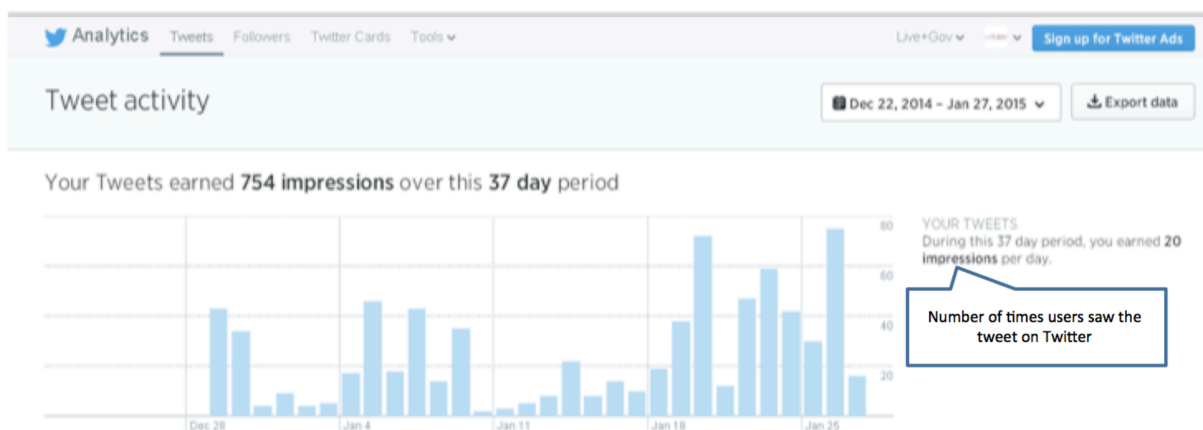 Analytics Tweets Followers Twitter Cards Tools Live+Gov Sign up for Twitter Ads
Tweet activity
Dec 22, 2014 – Jan 27, 2015 Export data
Your Tweets earned 754 impressions over this 37 day period
80
60
40
20
YOUR TWEETS
During this 37 day period, you earned 20
impressions per day.
Number of times users saw the
tweet on Twitter
Dec 28 Jan 4 Jan 11 Jan 18 Jan 25